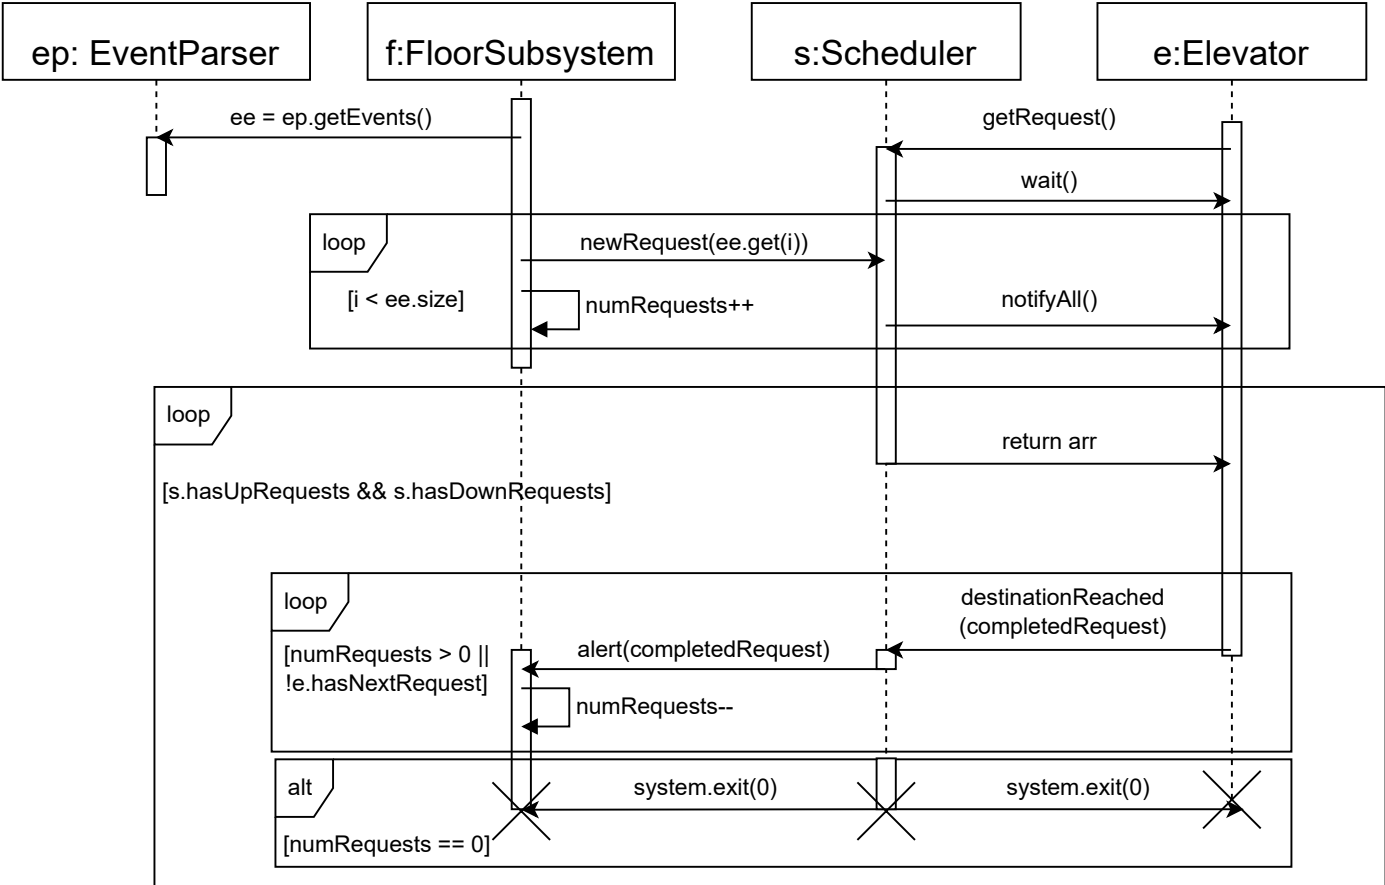 ep: EventParser
f:FloorSubsystem
s:Scheduler
e:Elevator
ee = ep.getEvents()
getRequest()
wait()
loop
newRequest(ee.get(i))
[i < ee.size]
numRequests++
notifyAll()
loop
return arr
[s.hasUpRequests && s.hasDownRequests]
loop
destinationReached
(completedRequest)
[numRequests > 0 ||
!e.hasNextRequest]
alert(completedRequest)
numRequests--
alt
system.exit(0)
system.exit(0)
[numRequests == 0]